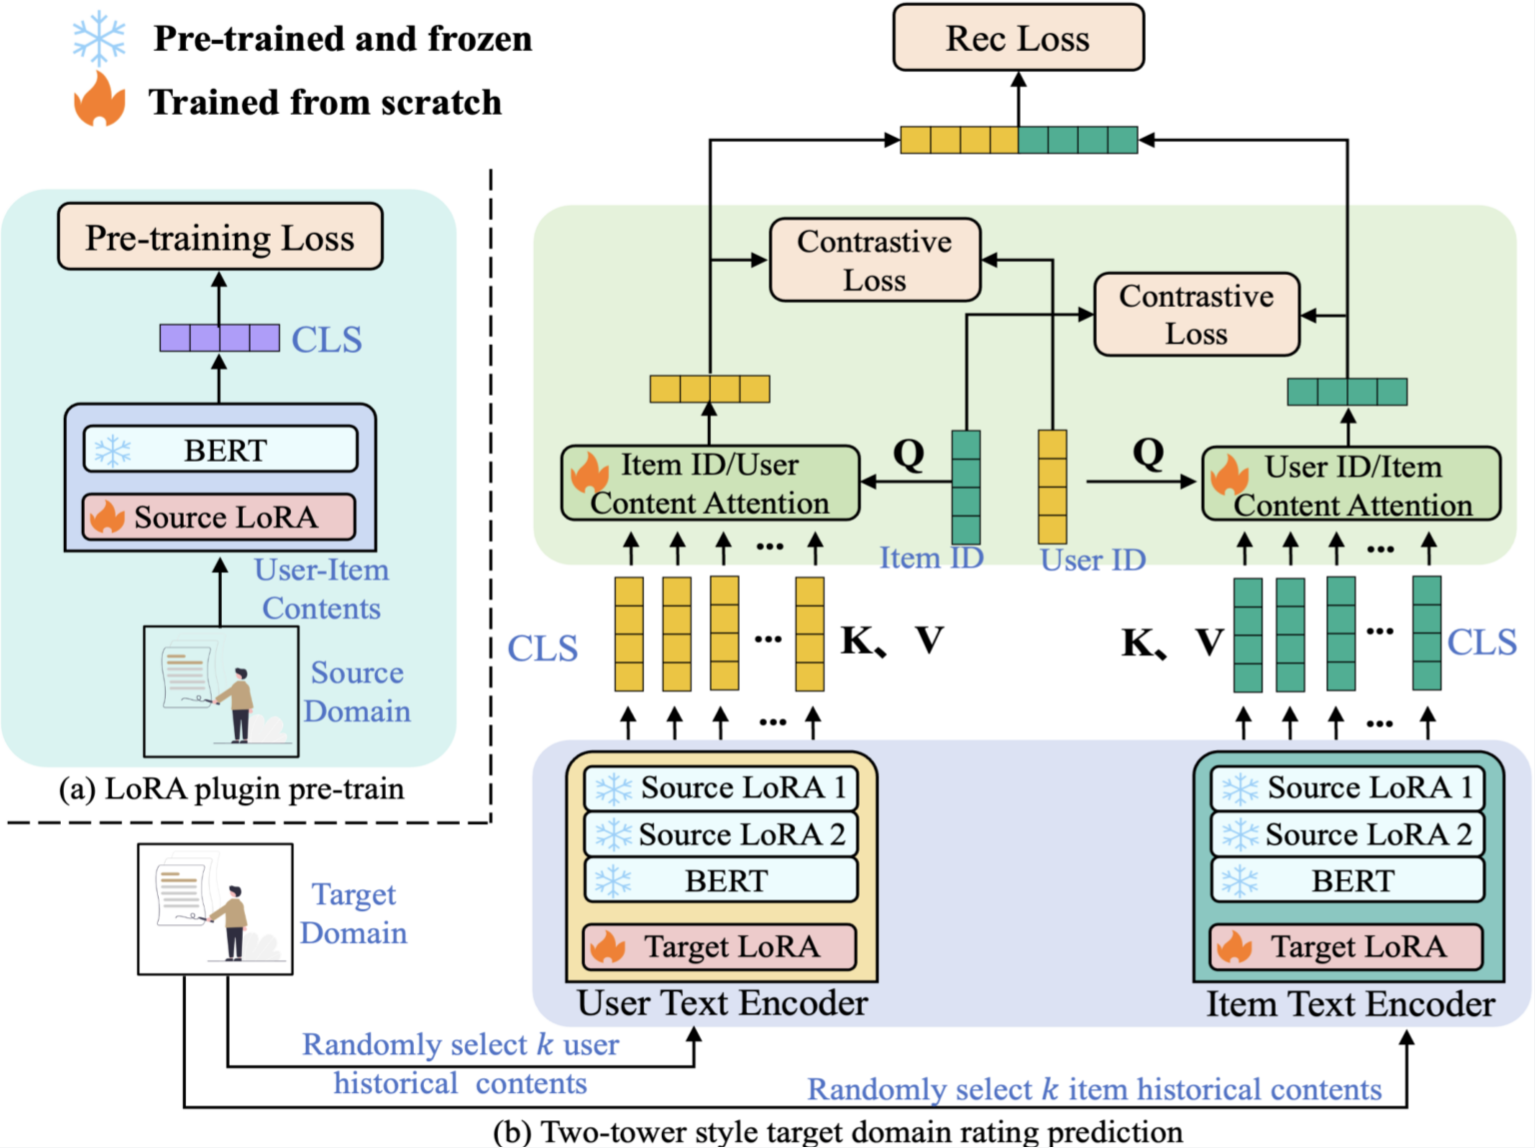 Pre-trained and frozen
Trained from scratch
Pre-training Loss
CLS
BERT
Source LoRA
User-Item
Contents
Source
Domain
(a) LoRA plugin pre-train
Rec Loss
Contrastive
Loss
Contrastive
Loss
Item ID/User
Content Attention
Q
Item ID
User ID
Q
User ID/Item
Content Attention
...
...
CLS
...
K、 V
K、 V
...
CLS
...
...
Source LoRA 1
Source LoRA 2
BERT
Target LoRA
User Text Encoder
Source LoRA 1
Source LoRA 2
BERT
Target LoRA
Item Text Encoder
Target
Domain
Randomly select k user
historical contents
Randomly select k item historical contents
(b) Two-tower style target domain rating prediction